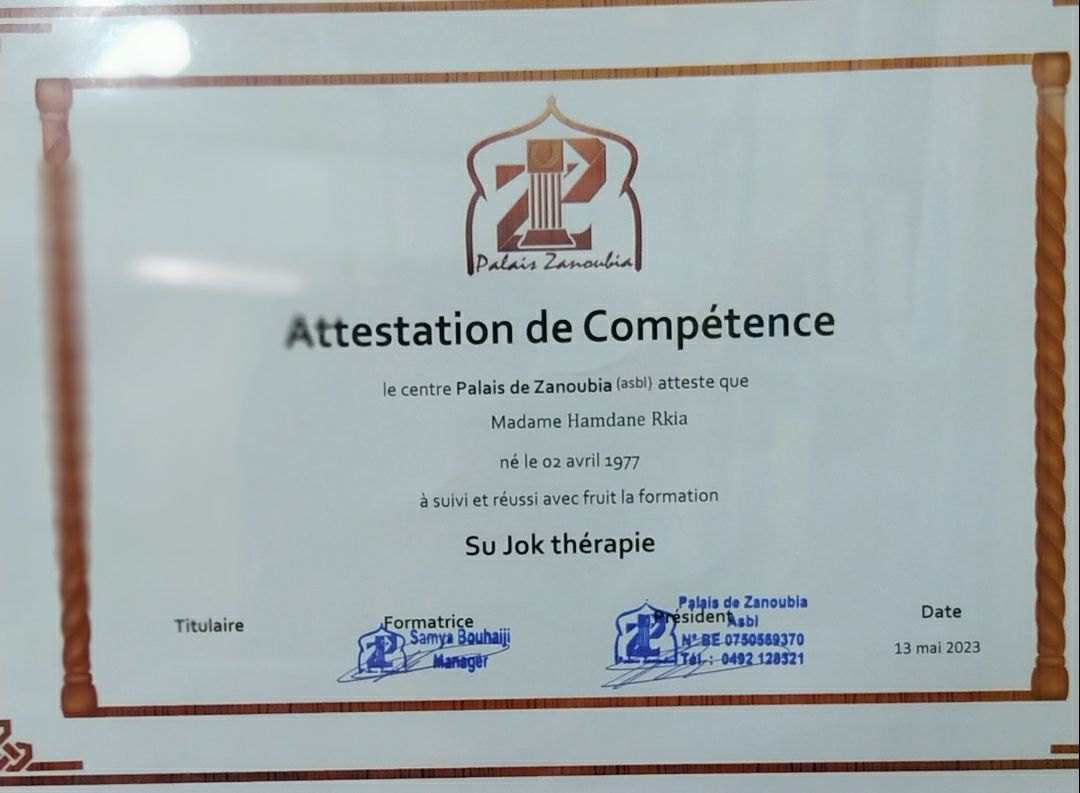 Palais Zanoubia
Attestation de Compétence
le centre Palais de Zanoubia (asbl) atteste que
Madame Hamdane Rkia
né le 02 avril 1977
à suivi et réussi avec fruit la formation
Su Jok thérapie
Titulaire
Formatrice
Samya Bouhaiji
Manager
Président
Palais de Zanoubia
Asbl
N° BE 0750569370
Tél : 0492 128321
Date
13 mai 2023